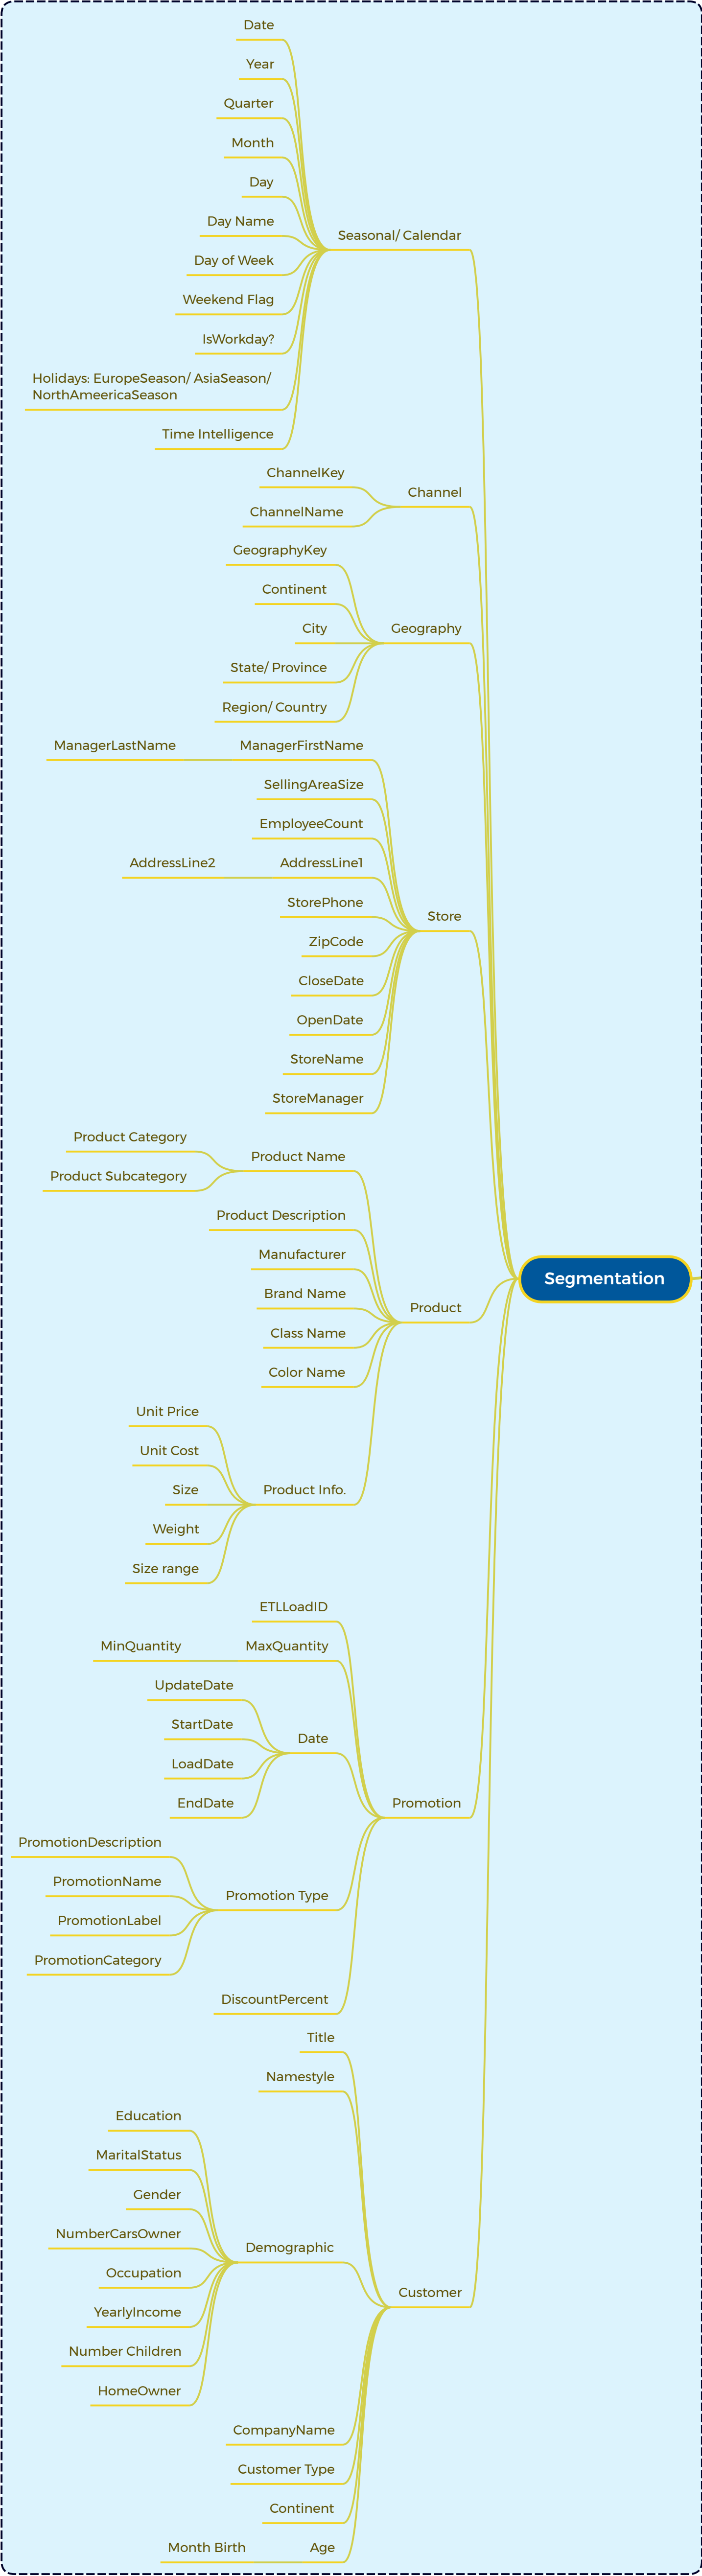 Date
Year
Quarter
Month
Day
Day Name
Seasonal/ Calendar
Day of Week
Weekend Flag
IsWorkday?
Holidays: EuropeSeason/ AsiaSeason/
NorthAmeericaSeason
Time Intelligence
ChannelKey
Channel
ChannelName
GeographyKey
Continent
City
Geography
State/ Province
Region/ Country
ManagerLastName
ManagerFirstName
SellingAreaSize
EmployeeCount
AddressLine2
AddressLine1
StorePhone
Store
ZipCode
CloseDate
OpenDate
StoreName
StoreManager
Product Category
Product Name
Product Subcategory
Product Description
Manufacturer
Segmentation
Brand Name
Product
Class Name
Color Name
Unit Price
Unit Cost
Size
Product Info.
Weight
Size range
ETLLoadID
MinQuantity
MaxQuantity
UpdateDate
StartDate
Date
LoadDate
EndDate
Promotion
PromotionDescription
PromotionName
Promotion Type
PromotionLabel
PromotionCategory
DiscountPercent
Title
Namestyle
Education
MaritalStatus
Gender
NumberCarsOwner
Demographic
Occupation
Customer
YearlyIncome
Number Children
HomeOwner
CompanyName
Customer Type
Continent
Month Birth
Age